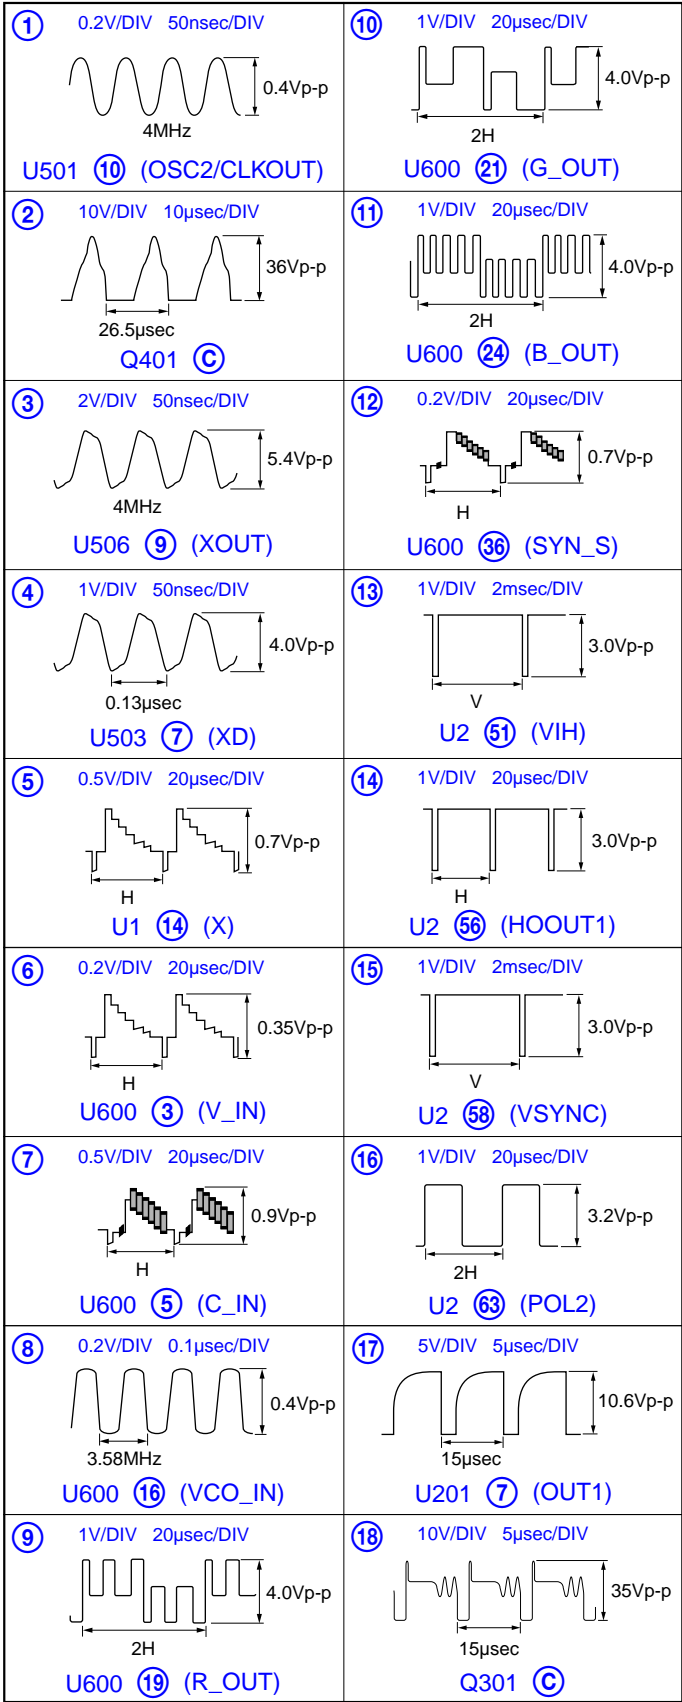 ① 0.2V/DIV 50nsec/DIV
0.4Vp-p
4MHz
U501 ⑩ (OSC2/CLKOUT)
② 10V/DIV 10µsec/DIV
36Vp-p
26.5µsec
Q401 Ⓒ
③ 2V/DIV 50nsec/DIV
5.4Vp-p
4MHz
U506 ⑨ (XOUT)
④ 1V/DIV 50nsec/DIV
4.0Vp-p
0.13µsec
U503 ⑦ (XD)
⑤ 0.5V/DIV 20µsec/DIV
0.7Vp-p
H
U1 ⑭ (X)
⑥ 0.2V/DIV 20µsec/DIV
0.35Vp-p
H
U600 ③ (V_IN)
⑦ 0.5V/DIV 20µsec/DIV
0.9Vp-p
H
U600 ⑤ (C_IN)
⑧ 0.2V/DIV 0.1µsec/DIV
0.4Vp-p
3.58MHz
U600 ⑯ (VCO_IN)
⑨ 1V/DIV 20µsec/DIV
4.0Vp-p
2H
U600 ⑲ (R_OUT)
⑩ 1V/DIV 20µsec/DIV
4.0Vp-p
2H
U600 ㉑ (G_OUT)
⑪ 1V/DIV 20µsec/DIV
4.0Vp-p
2H
U600 ㉔ (B_OUT)
⑫ 0.2V/DIV 20µsec/DIV
0.7Vp-p
H
U600 ㊱ (SYN_S)
⑬ 1V/DIV 2msec/DIV
3.0Vp-p
V
U2 51 (VIH)
⑭ 1V/DIV 20µsec/DIV
3.0Vp-p
H
U2 56 (HOOUT1)
⑮ 1V/DIV 2msec/DIV
3.0Vp-p
V
U2 58 (VSYNC)
⑯ 1V/DIV 20µsec/DIV
3.2Vp-p
2H
U2 63 (POL2)
⑰ 5V/DIV 5µsec/DIV
10.6Vp-p
15µsec
U201 ⑦ (OUT1)
⑱ 10V/DIV 5µsec/DIV
35Vp-p
15µsec
Q301 Ⓒ